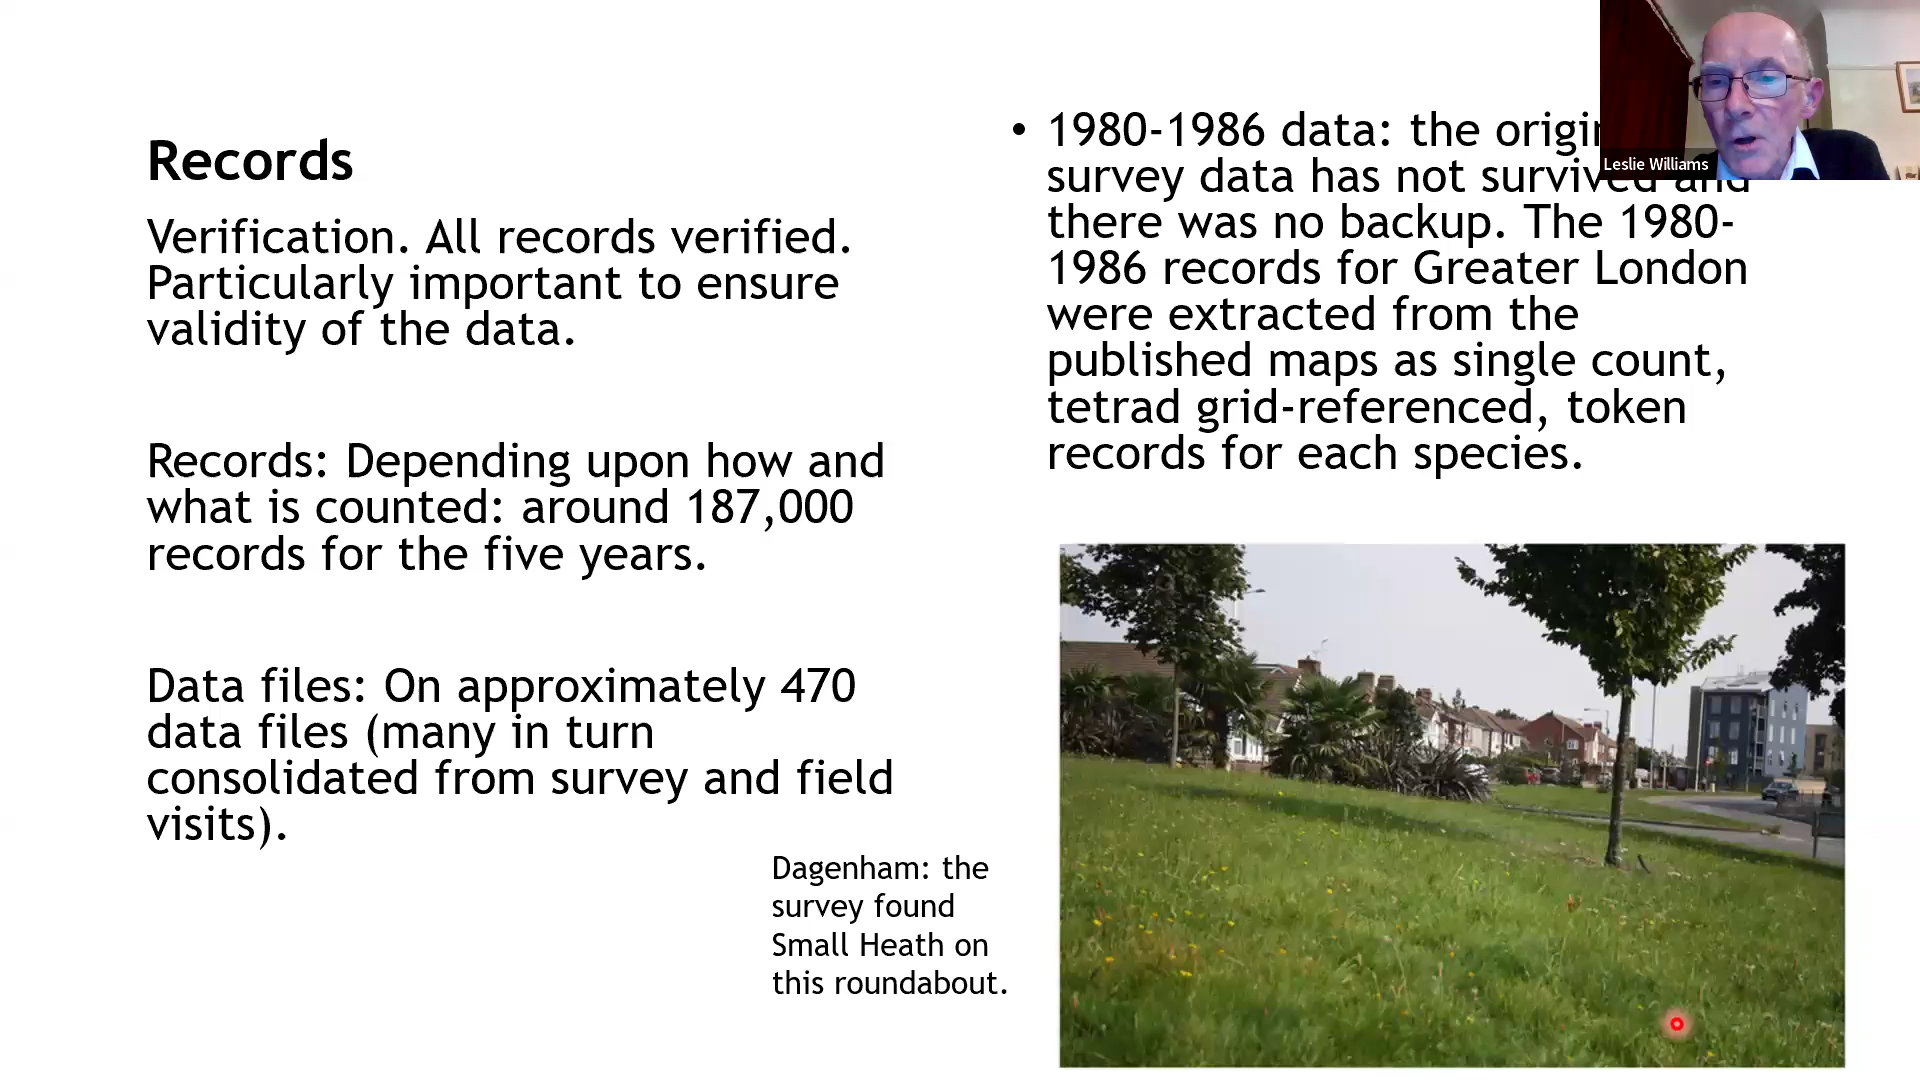 Records
Verification. All records verified.
Particularly important to ensure
validity of the data.
Records: Depending upon how and
what is counted: around 187,000
records for the five years.
Data files: On approximately 470
data files (many in turn
consolidated from survey and field
visits).
• 1980-1986 data: the
survey data has not survived and
there was no backup. The 1980-
1986 records for Greater London
were extracted from the
published maps as single count,
tetrad grid-referenced, token
records for each species.
Dagenham: the
survey found
Small Heath on
this roundabout.
Leslie Williams